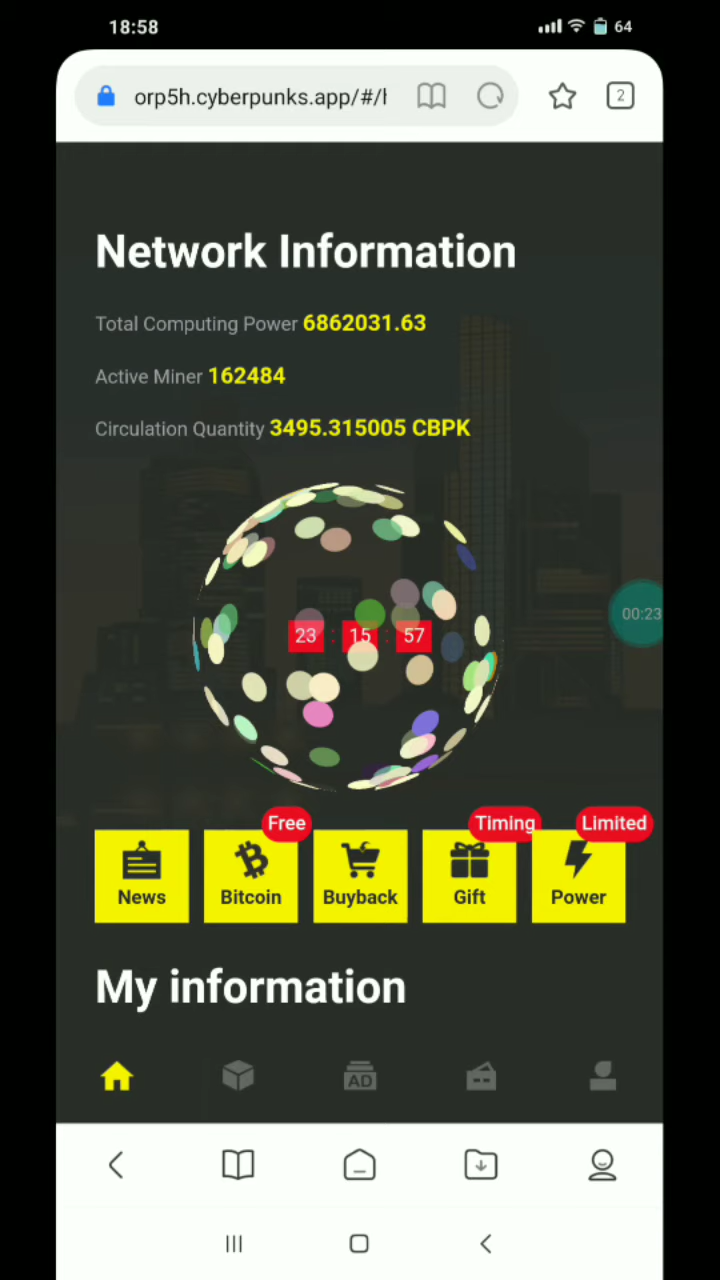 18:58
64
orp5h.cyberpunks.app/#/
2
Network Information
Total Computing Power 6862031.63
Active Miner 162484
Circulation Quantity 3495.315005 CBPK
00:23
23 : 15 : 57
Free
Timing
Limited
News
Bitcoin
Buyback
Gift
Power
My information
AD